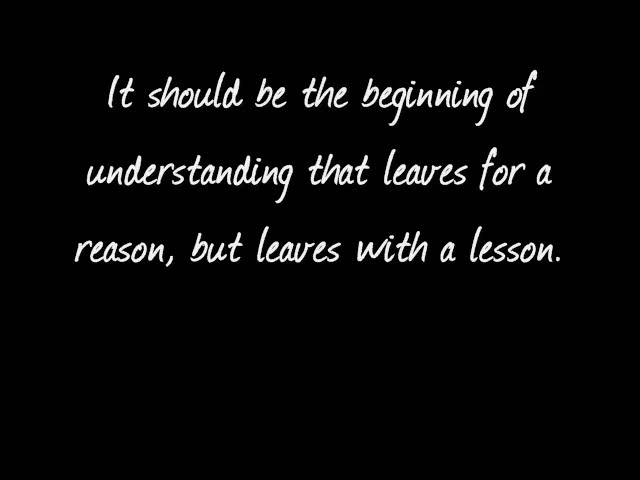 It should be the beginning of
understanding that leaves for a
reason, but leaves with a lesson.